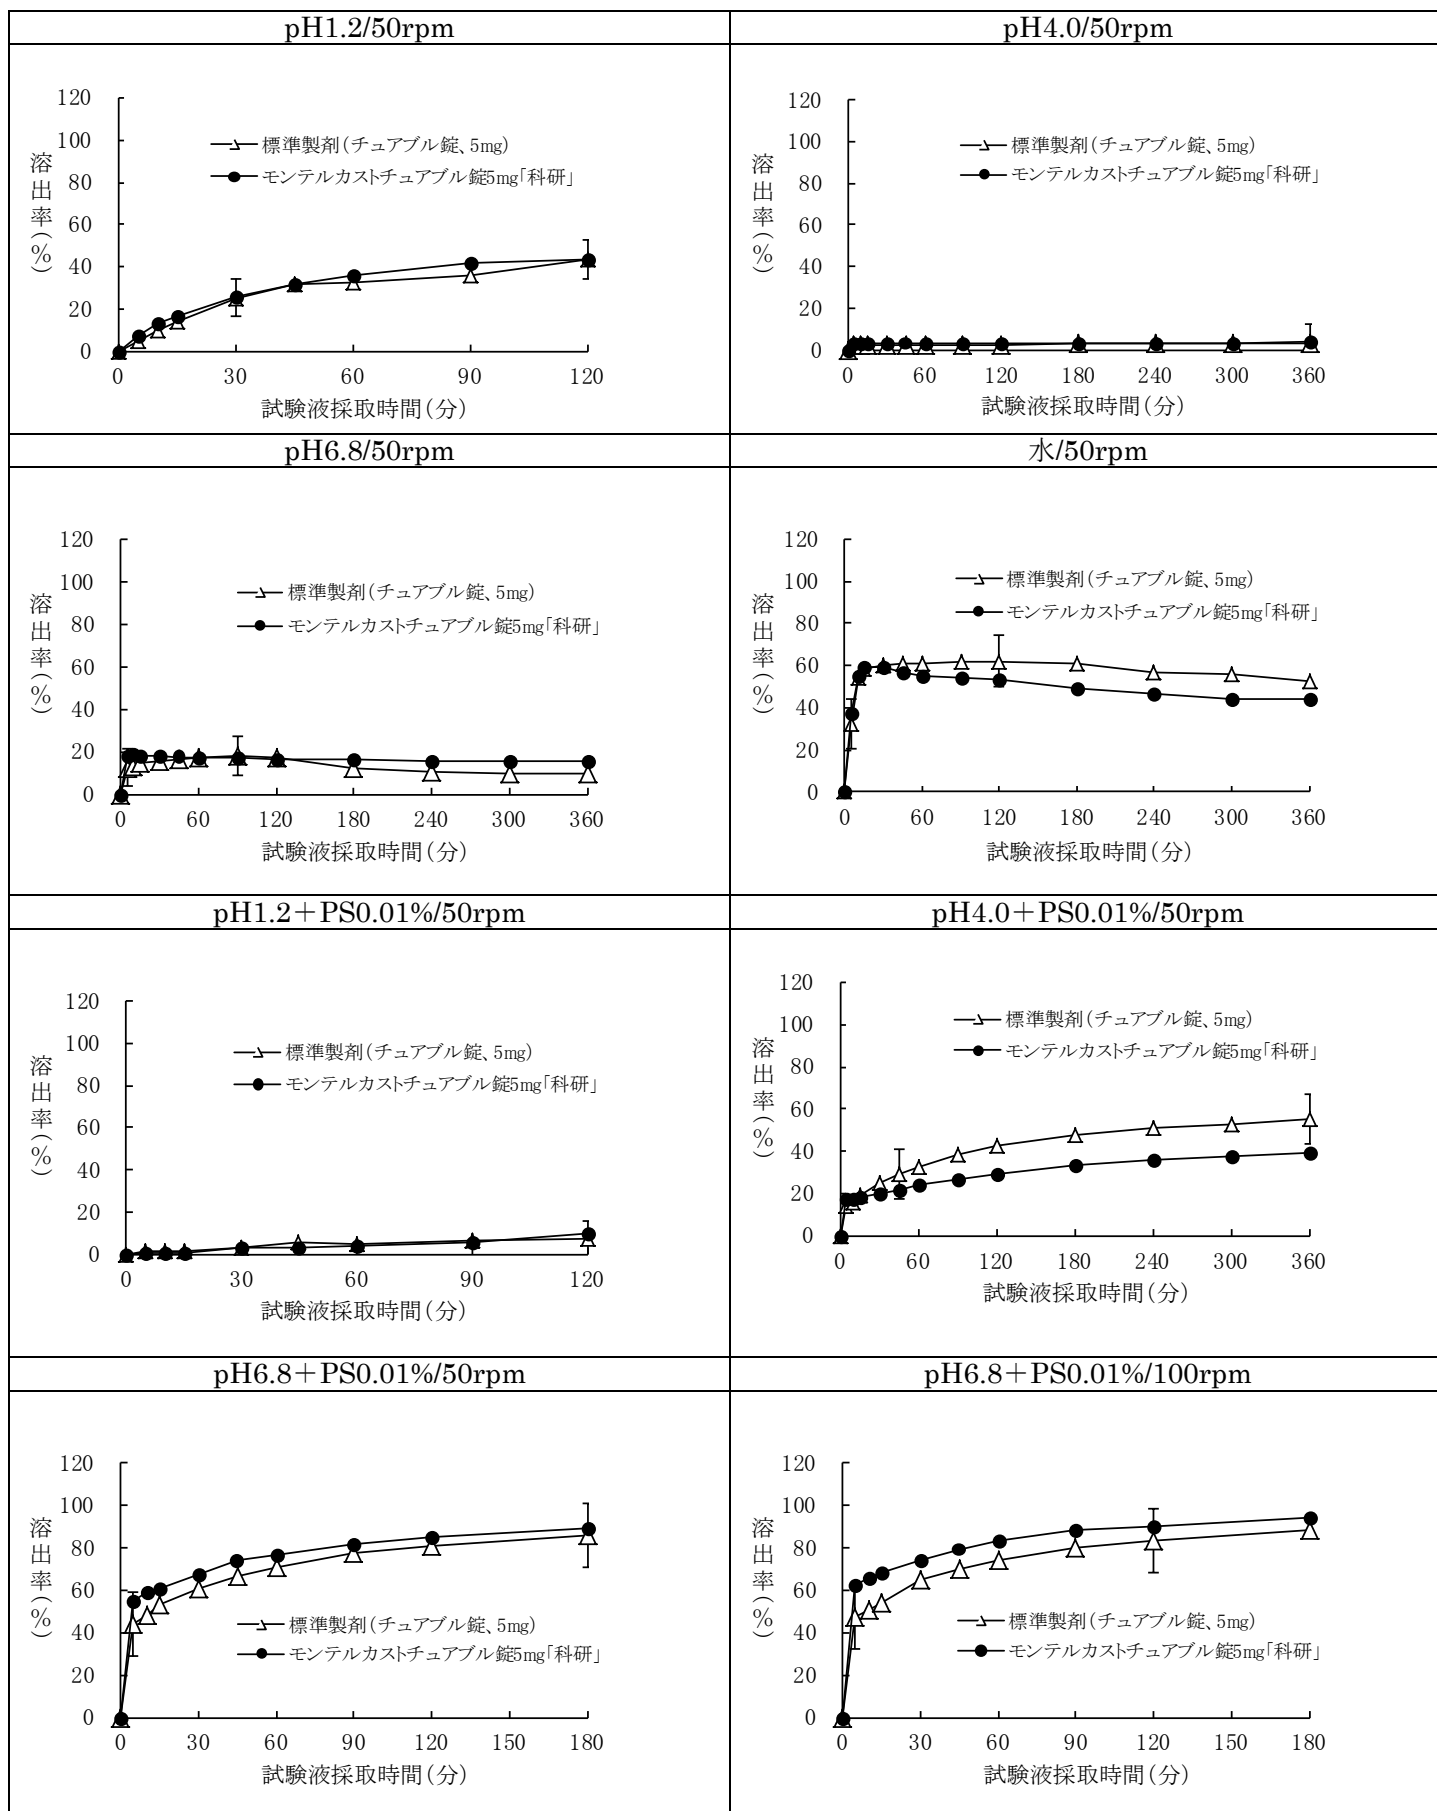 pH1.2/50rpm
120
100
80
60
40
20
0
溶出率(%)
標準製剤(チュアブル錠、5mg)
モンテルカストチュアブル錠5mg「科研」
0 30 60 90 120
試験液採取時間(分)
pH4.0/50rpm
120
100
80
60
40
20
0
溶出率(%)
標準製剤(チュアブル錠、5mg)
モンテルカストチュアブル錠5mg「科研」
0 60 120 180 240 300 360
試験液採取時間(分)
pH6.8/50rpm
120
100
80
60
40
20
0
溶出率(%)
標準製剤(チュアブル錠、5mg)
モンテルカストチュアブル錠5mg「科研」
0 60 120 180 240 300 360
試験液採取時間(分)
水/50rpm
120
100
80
60
40
20
0
溶出率(%)
標準製剤(チュアブル錠、5mg)
モンテルカストチュアブル錠5mg「科研」
0 60 120 180 240 300 360
試験液採取時間(分)
pH1.2+PS0.01%/50rpm
120
100
80
60
40
20
0
溶出率(%)
標準製剤(チュアブル錠、5mg)
モンテルカストチュアブル錠5mg「科研」
0 30 60 90 120
試験液採取時間(分)
pH4.0+PS0.01%/50rpm
120
100
80
60
40
20
0
溶出率(%)
標準製剤(チュアブル錠、5mg)
モンテルカストチュアブル錠5mg「科研」
0 60 120 180 240 300 360
試験液採取時間(分)
pH6.8+PS0.01%/50rpm
120
100
80
60
40
20
0
溶出率(%)
標準製剤(チュアブル錠、5mg)
モンテルカストチュアブル錠5mg「科研」
0 30 60 90 120 150 180
試験液採取時間(分)
pH6.8+PS0.01%/100rpm
120
100
80
60
40
20
0
溶出率(%)
標準製剤(チュアブル錠、5mg)
モンテルカストチュアブル錠5mg「科研」
0 30 60 90 120 150 180
試験液採取時間(分)